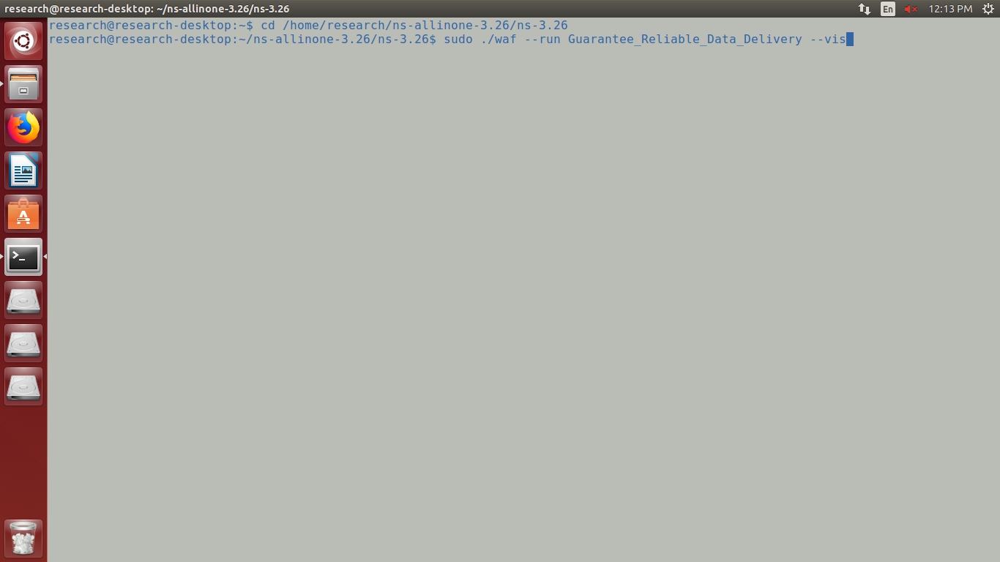 research@research-desktop: ~/ns-allinone-3.26/ns-3.26
En
12:13 PM
research@research-desktop:~$ cd /home/research/ns-allinone-3.26/ns-3.26
research@research-desktop:~/ns-allinone-3.26/ns-3.26$ sudo ./waf --run Guarantee_Reliable_Data_Delivery --vis